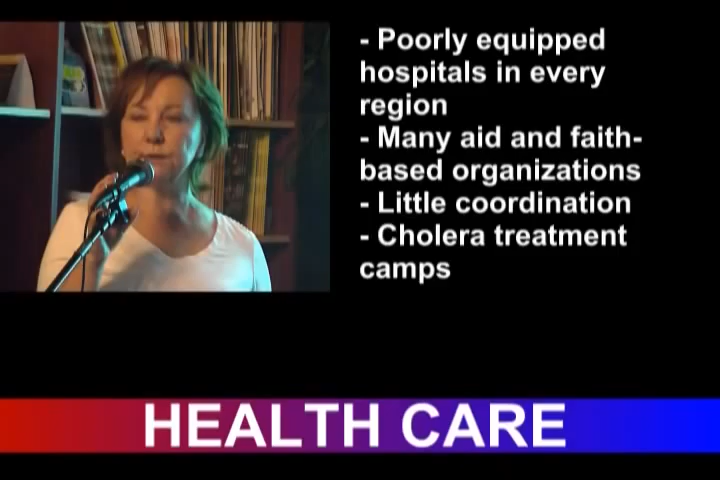 - Poorly equipped
hospitals in every
region
- Many aid and faith-
based organizations
- Little coordination
- Cholera treatment
camps
HEALTH CARE